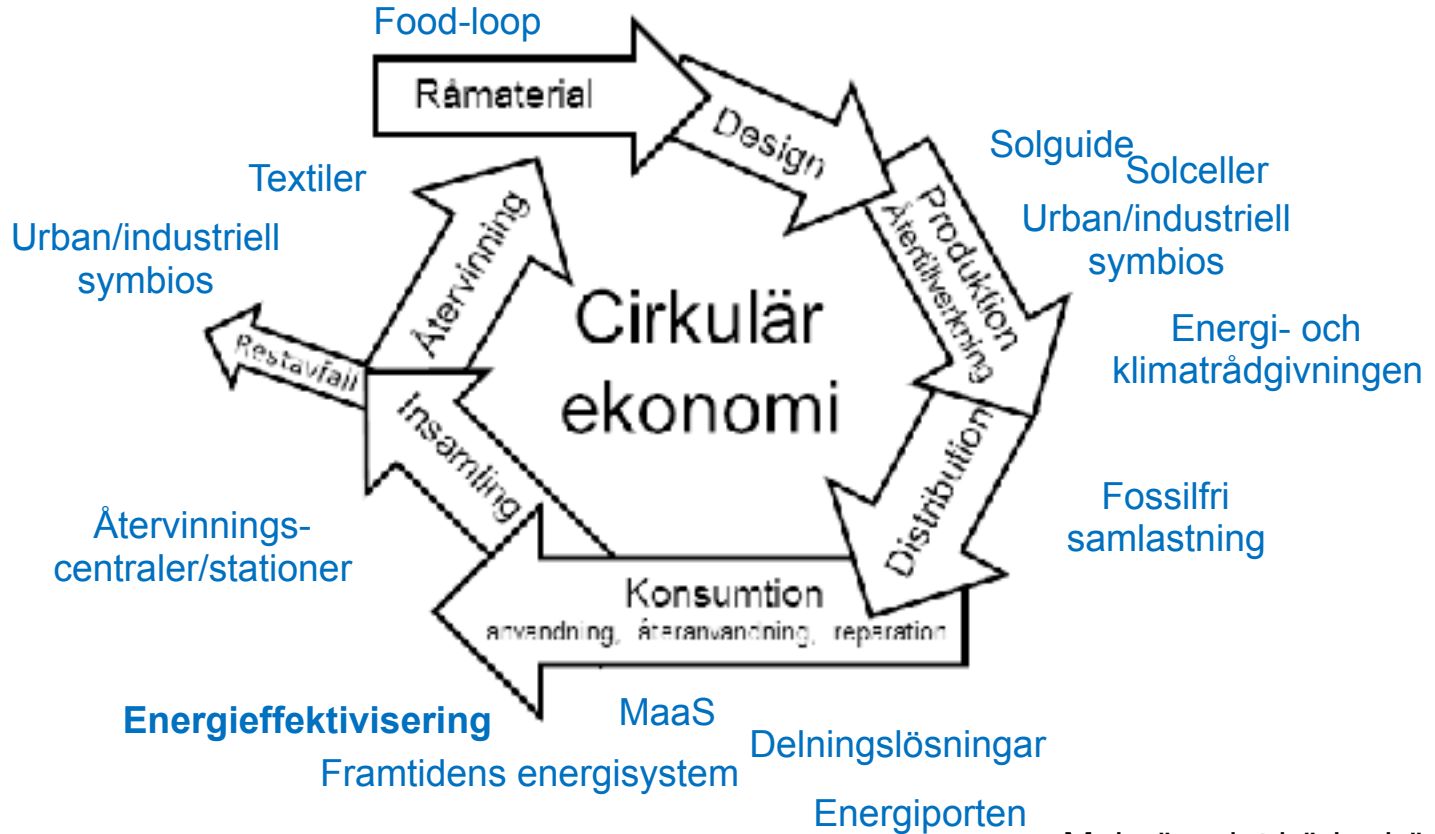 Food-loop
Råmaterial
Design
Solguide
Solceller
Textiler
Produktion
Återtillverkning
Urban/industriell
symbios
Urban/industriell
symbios
Återvinning
Cirkulär
ekonomi
Energi- och
klimatrådgivningen
Restavfall
Insamling
Distribution
Fossilfri
samlastning
Återvinnings-
centraler/stationer
Konsumtion
användning, återanvändning, reparation
Energieffektivisering
MaaS
Delningslösningar
Framtidens energisystem
Energiporten